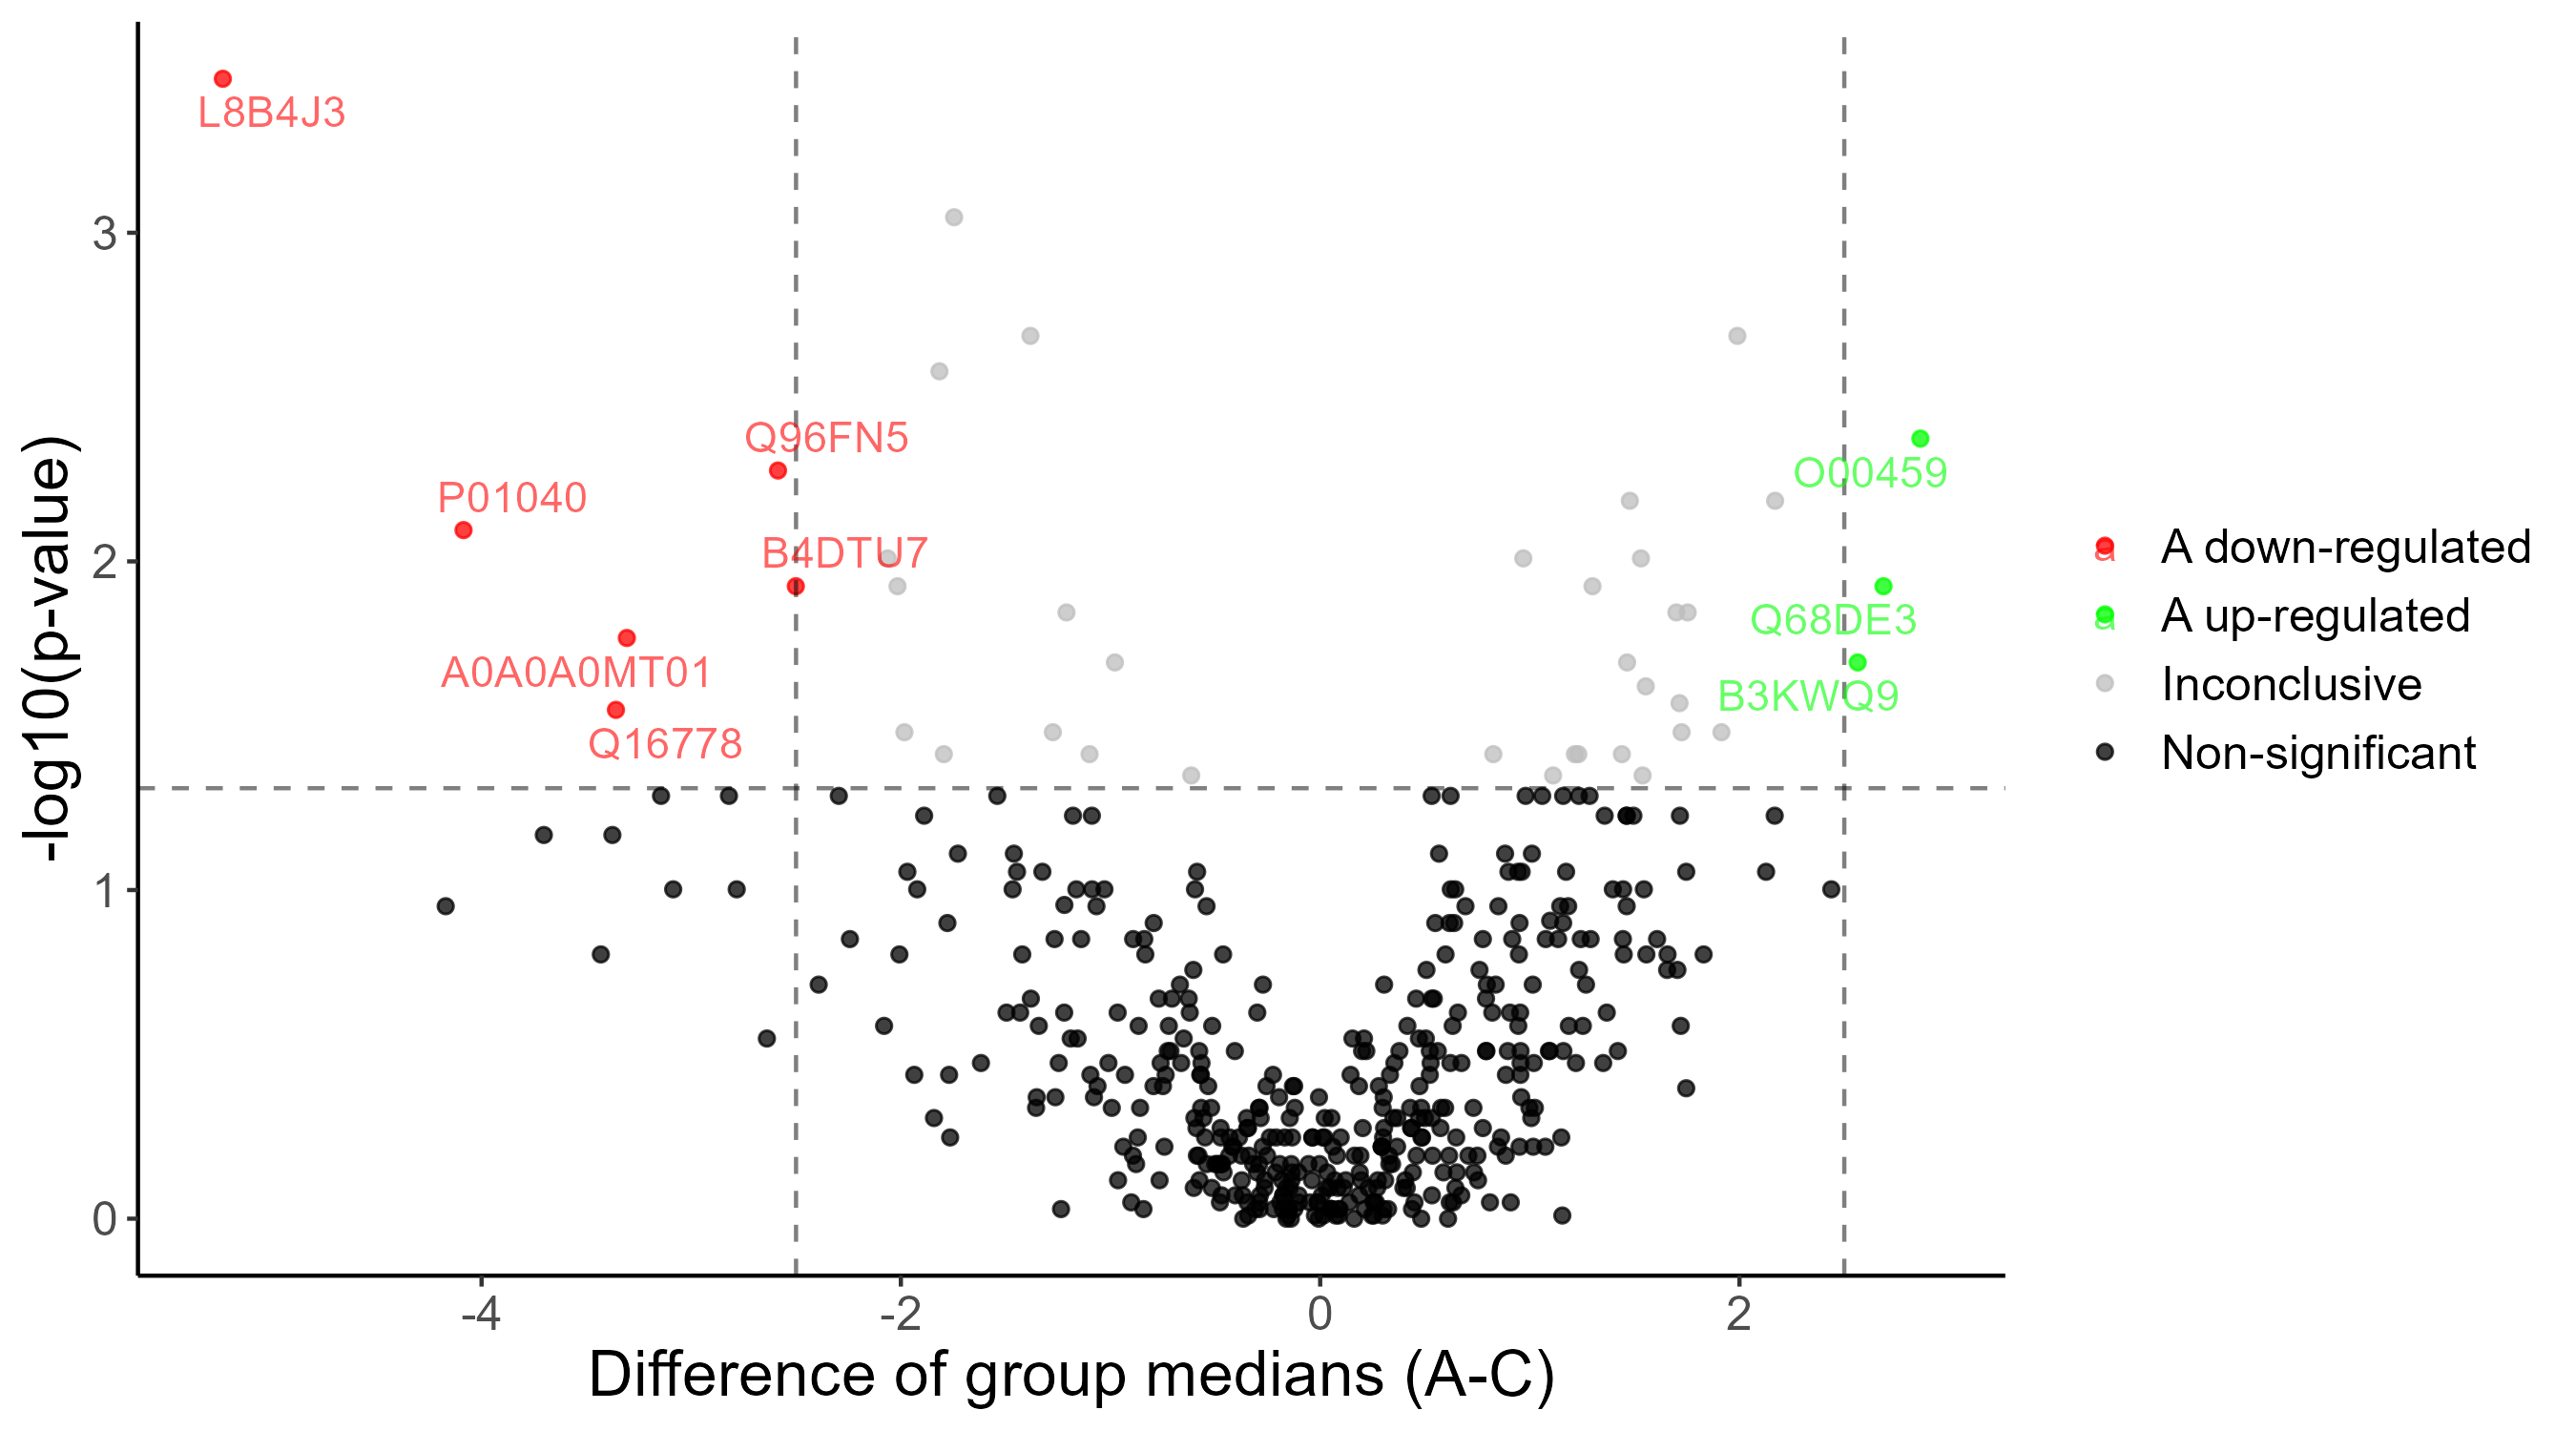 L8B4J3
3
Q96FN5
O00459
P01040
B4DTU7
2
Q68DE3
A0A0A0MT01
B3KWQ9
Q16778
1
0
-log10(p-value)
-4
-2
0
2
Difference of group medians (A-C)
a A down-regulated
a A up-regulated
Inconclusive
Non-significant